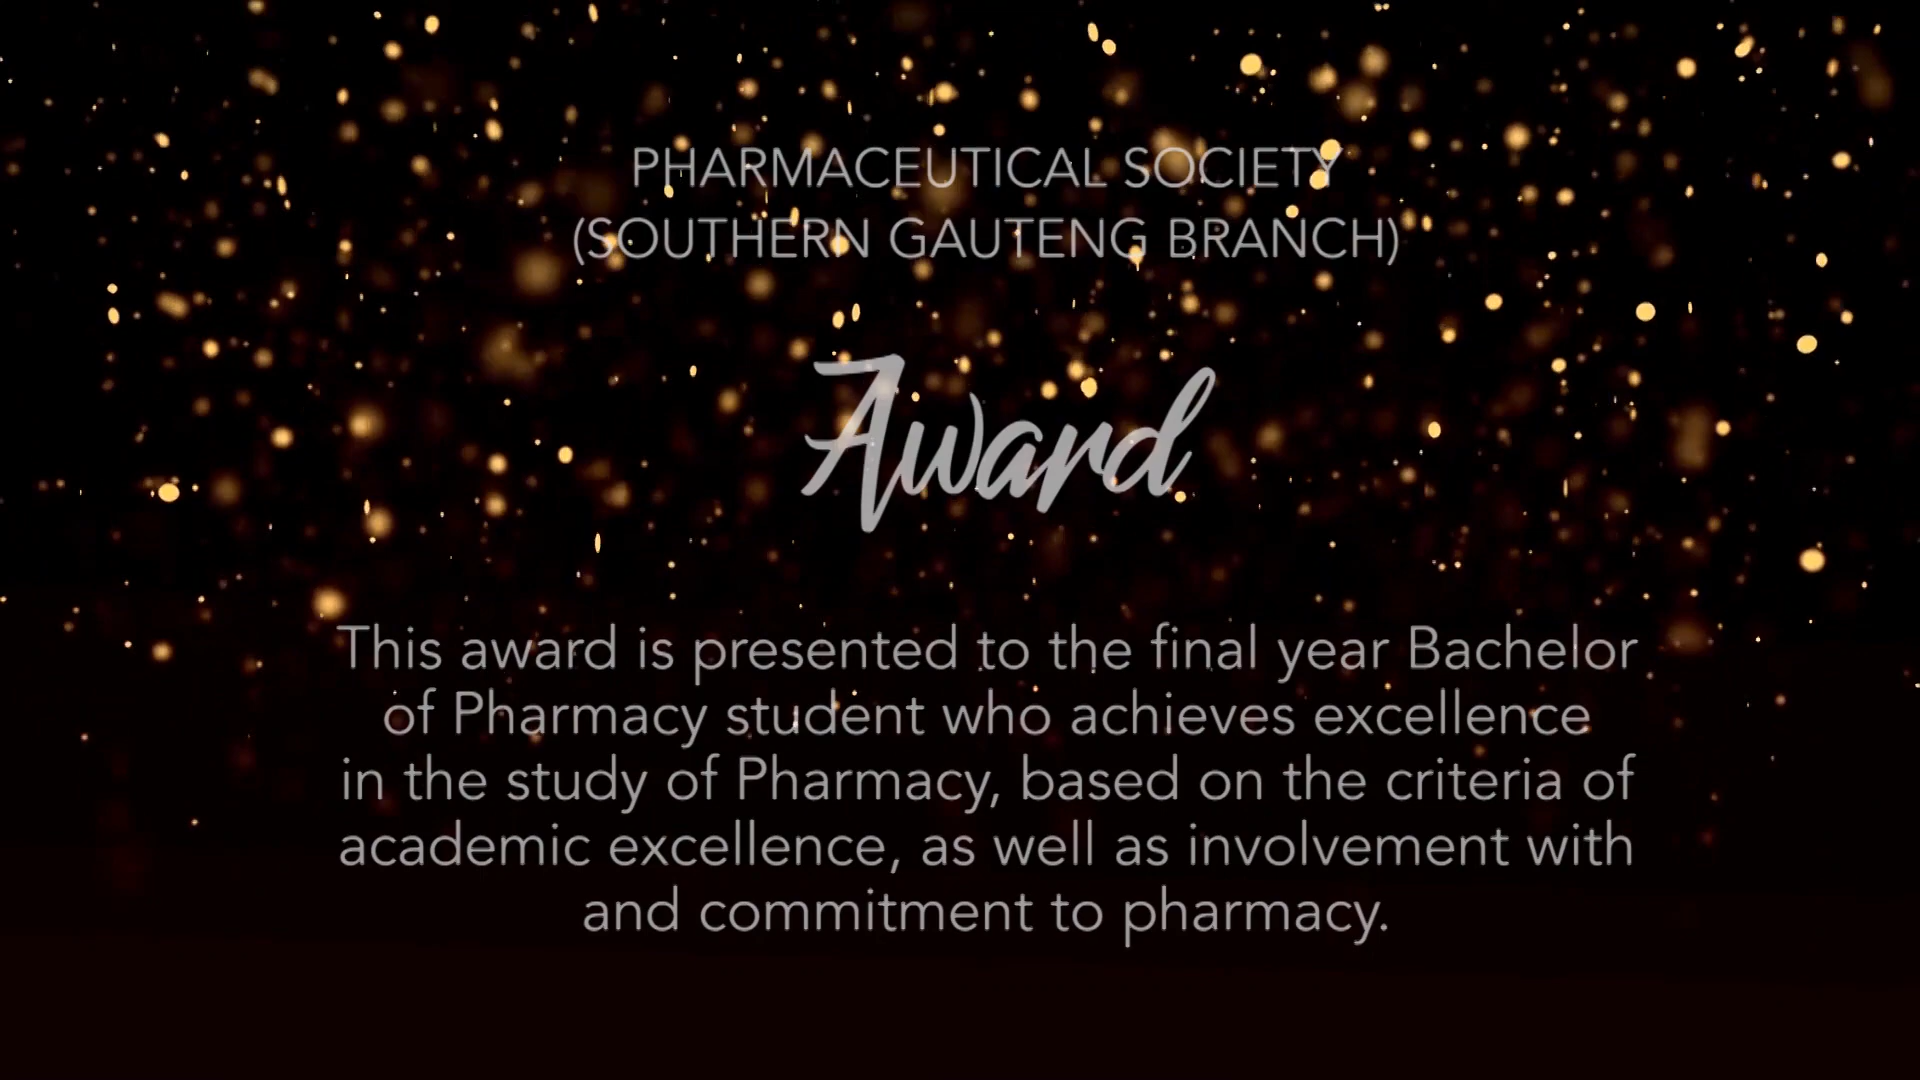 PHARMACEUTICAL SOCIETY
(SOUTHERN GAUTENG BRANCH)
Award
This award is presented to the final year Bachelor
of Pharmacy student who achieves excellence
in the study of Pharmacy, based on the criteria of
academic excellence, as well as involvement with
and commitment to pharmacy.